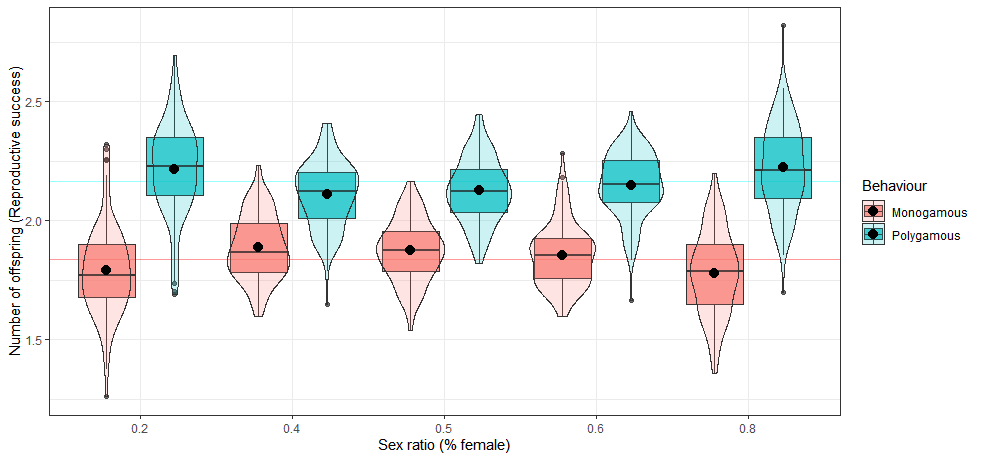 Number of offspring (Reproductive success)
2.5
2.0
1.5
0.2
0.4
0.5
0.6
0.8
Sex ratio (% female)
Behaviour
Monogamous
Polygamous